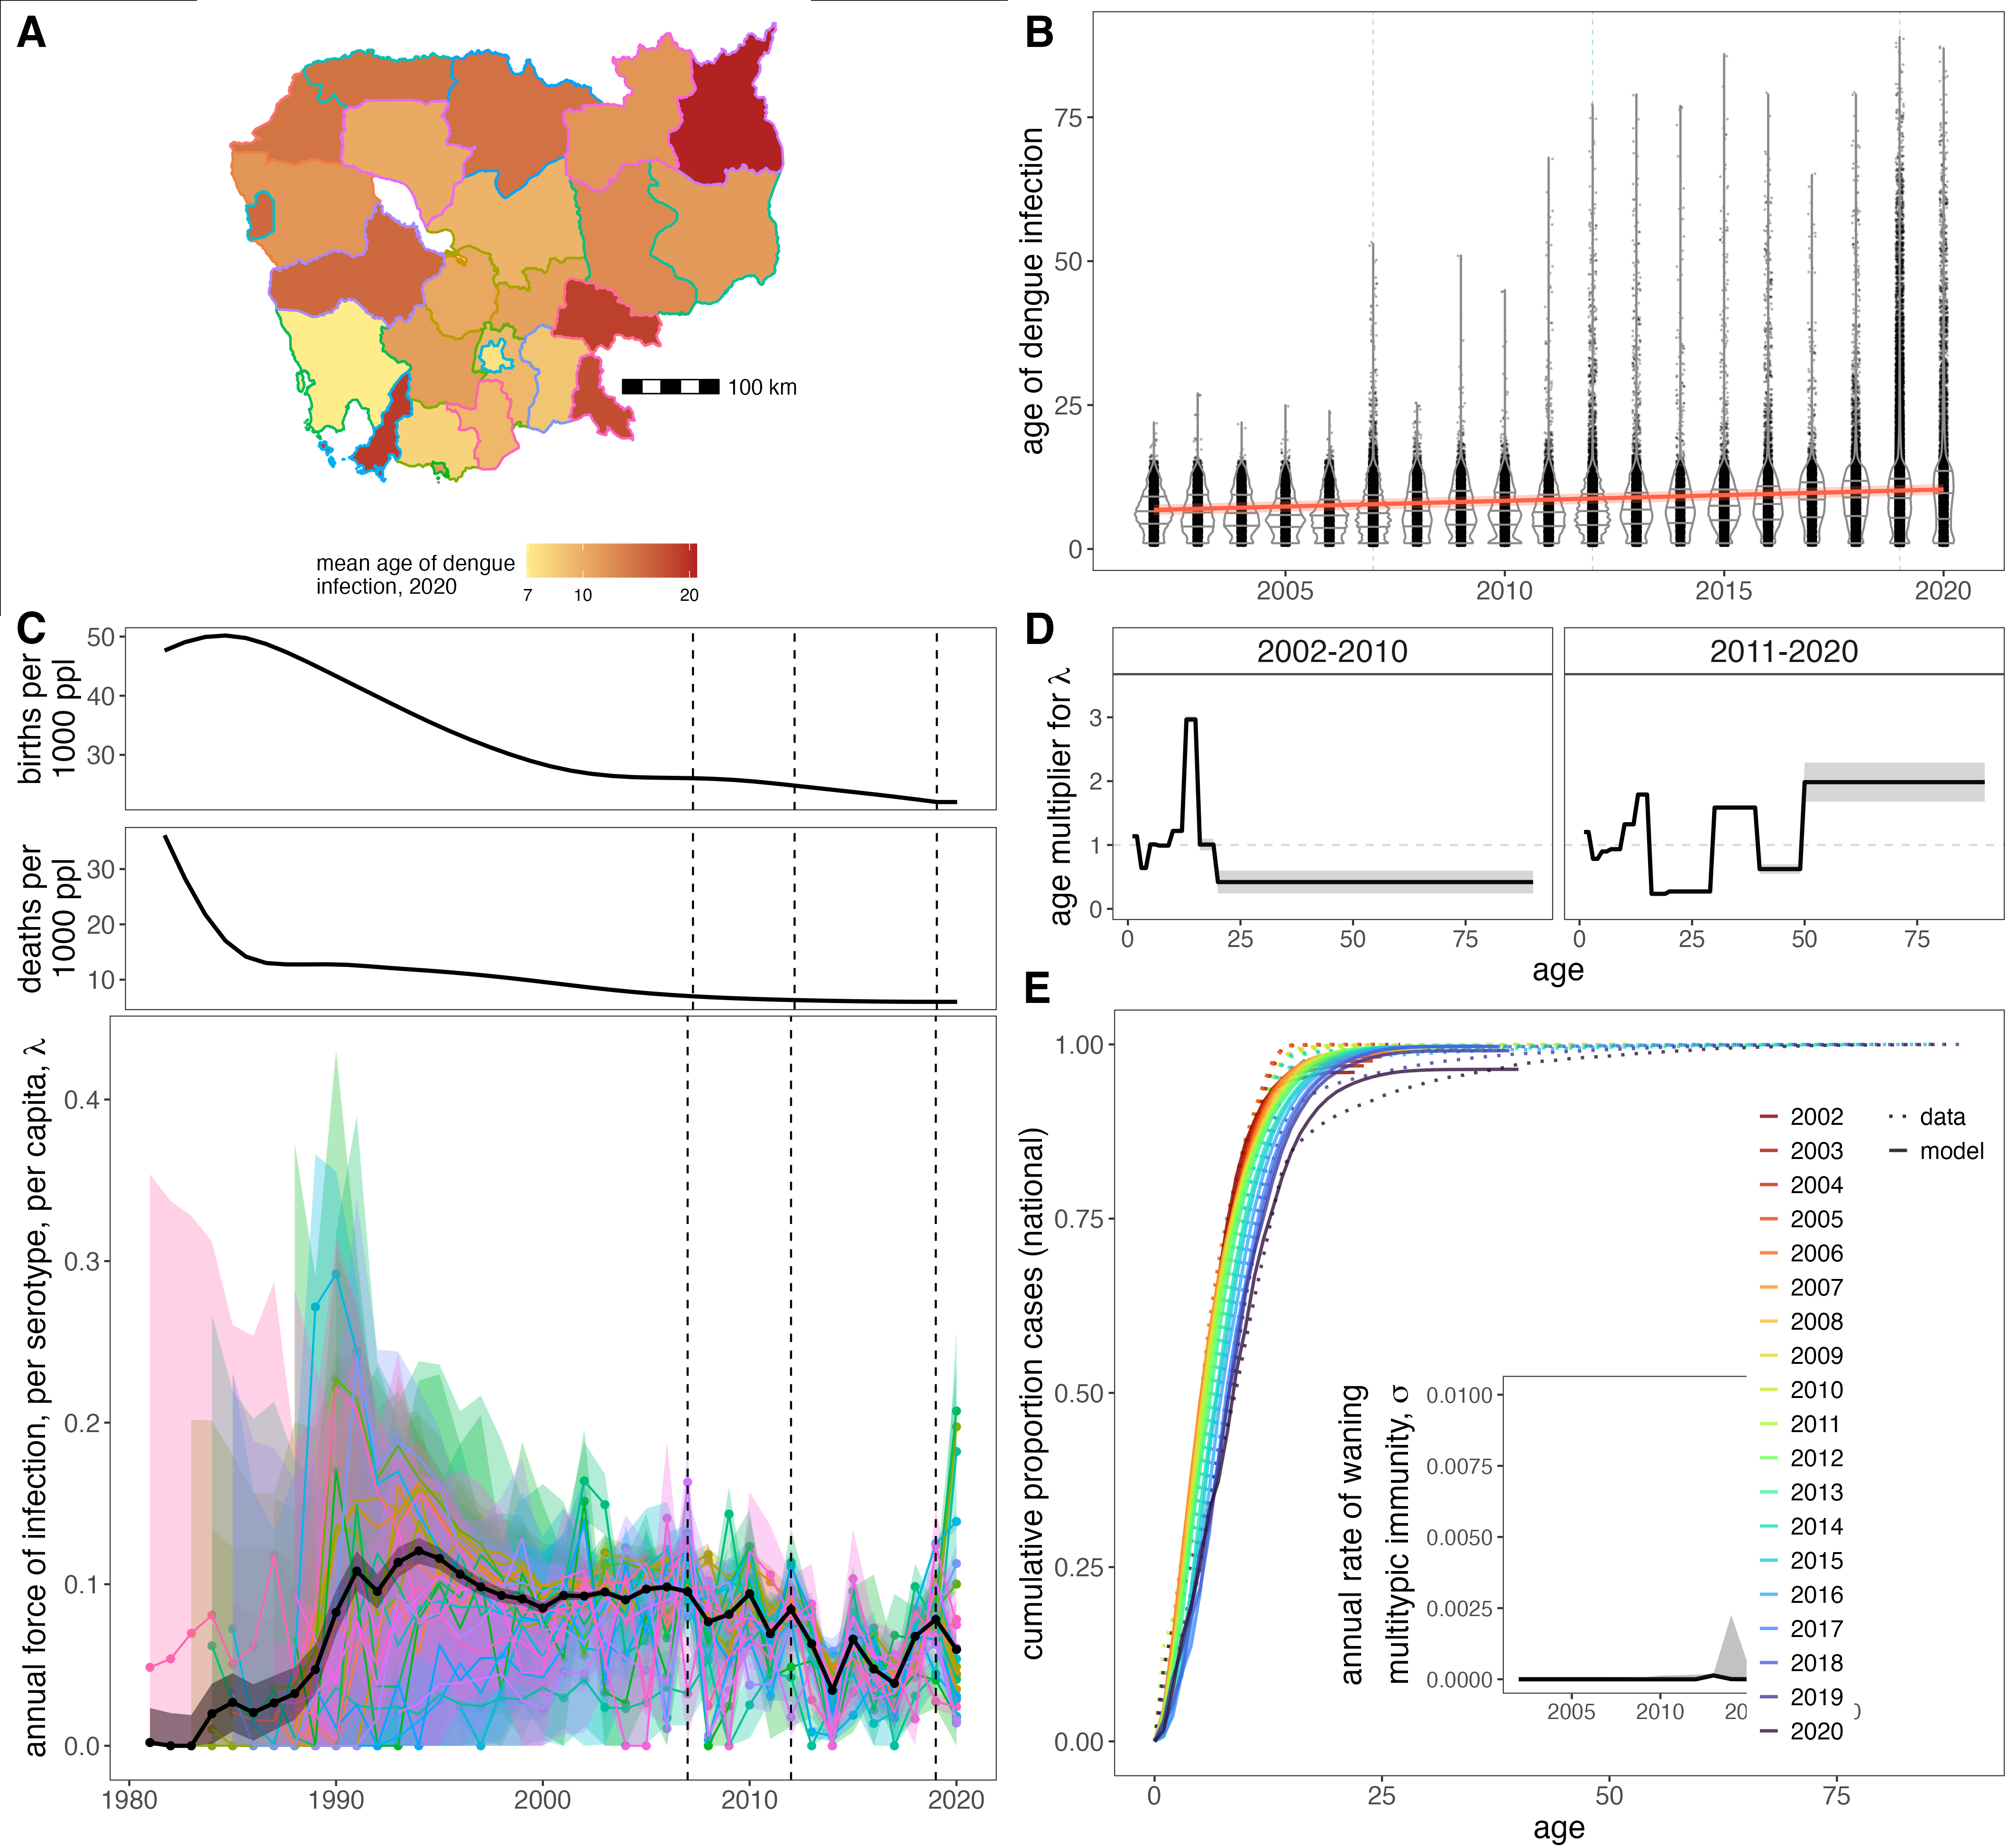 A
100 km
mean age of dengue
infection, 2020
7 10 20
B
age of dengue infection
75
50
25
0
2005 2010 2015 2020
C
births per
1000 ppl
50
40
30
deaths per
1000 ppl
30
20
10
annual force of infection, per serotype, per capita, λ
0.4
0.3
0.2
0.1
0.0
1980 1990 2000 2010 2020
D
2002-2010
2011-2020
age multiplier for λ
3
2
1
0
0 25 50 75
0 25 50 75
age
E
cumulative proportion cases (national)
1.00
0.75
0.50
0.25
0.00
0 25 50 75
age
2002
2003
2004
2005
2006
2007
2008
2009
2010
2011
2012
2013
2014
2015
2016
2017
2018
2019
2020
data
model
annual rate of waning
multitypic immunity, σ
0.0100
0.0075
0.0050
0.0025
0.0000
2005 2010 20